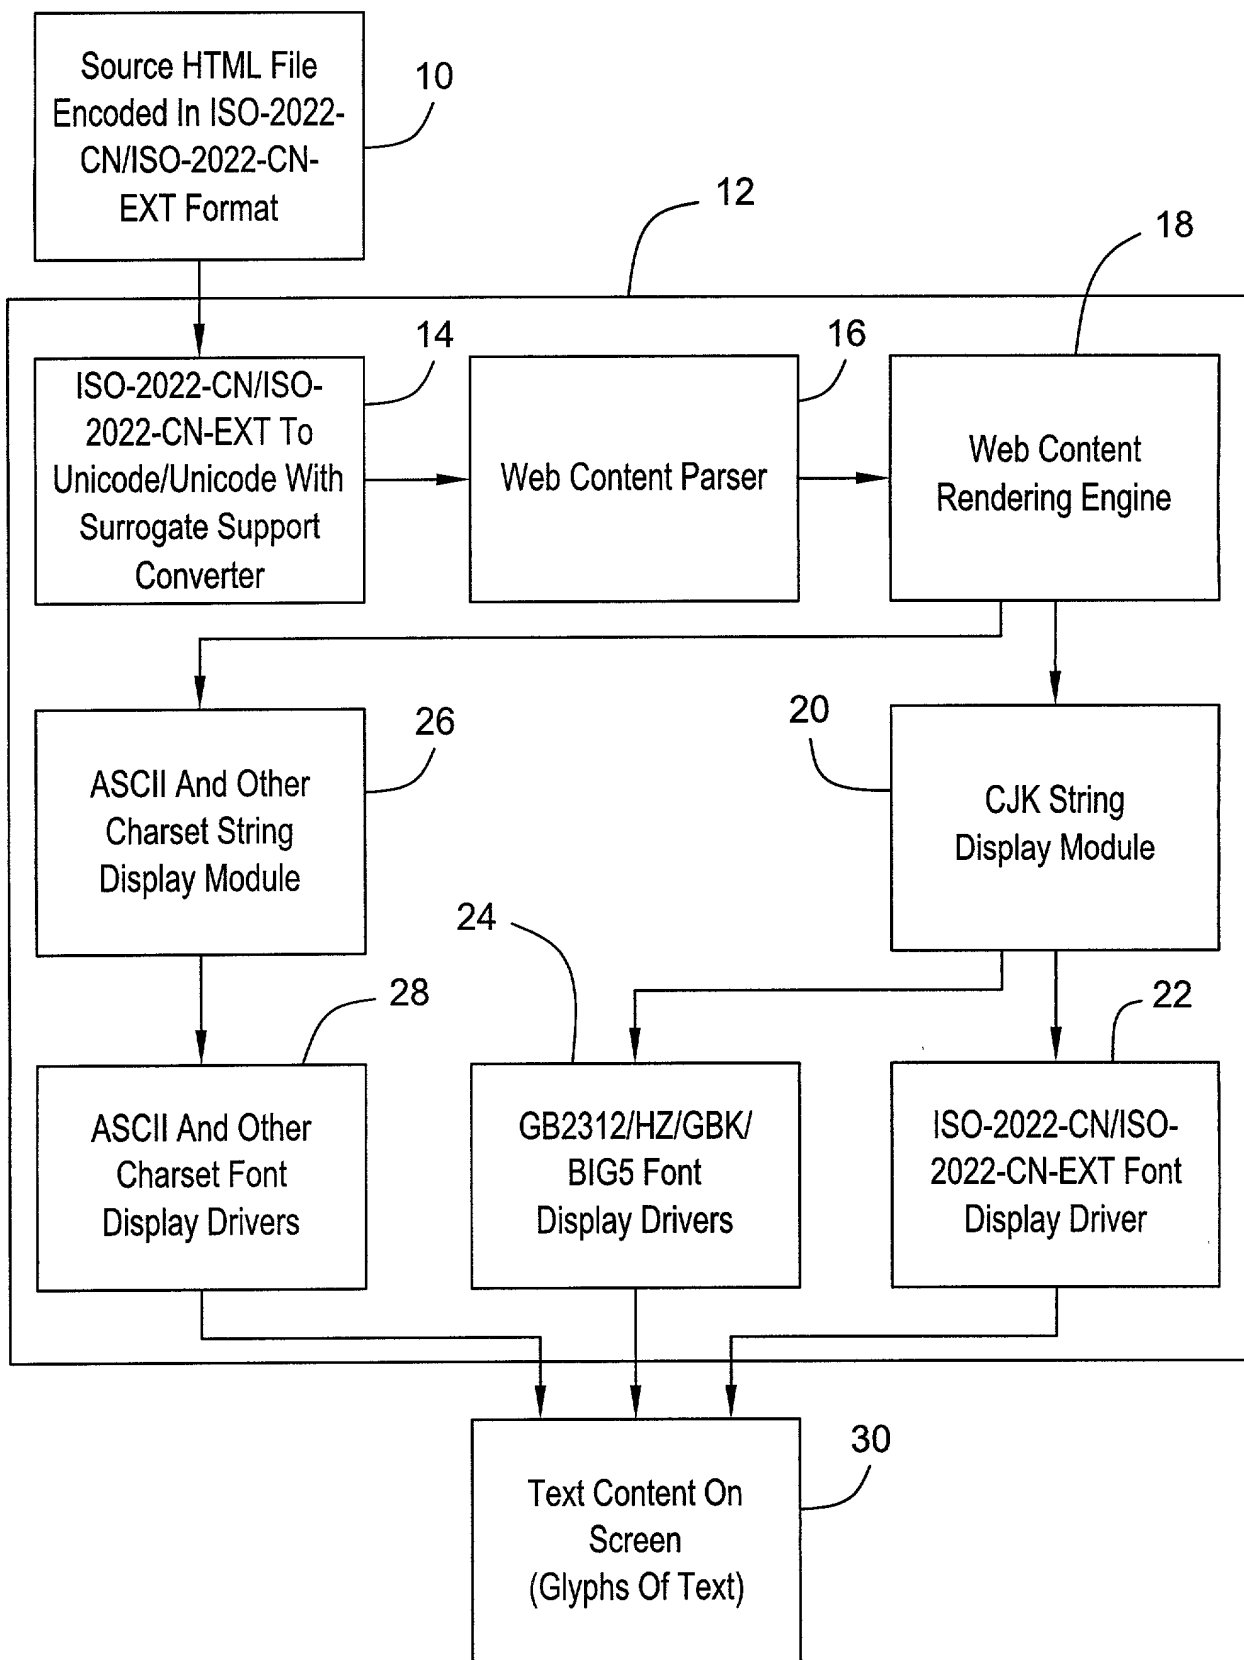 Source HTML File
Encoded In ISO-2022-
CN/ISO-2022-CN-
EXT Format
10
12
18
14
16
ISO-2022-CN/ISO-
2022-CN-EXT To
Unicode/Unicode With
Surrogate Support
Converter
Web Content Parser
Web Content
Rendering Engine
26
20
ASCII And Other
Charset String
Display Module
CJK String
Display Module
24
28
22
ASCII And Other
Charset Font
Display Drivers
GB2312/HZ/GBK/
BIG5 Font
Display Drivers
ISO-2022-CN/ISO-
2022-CN-EXT Font
Display Driver
30
Text Content On
Screen
(Glyphs Of Text)